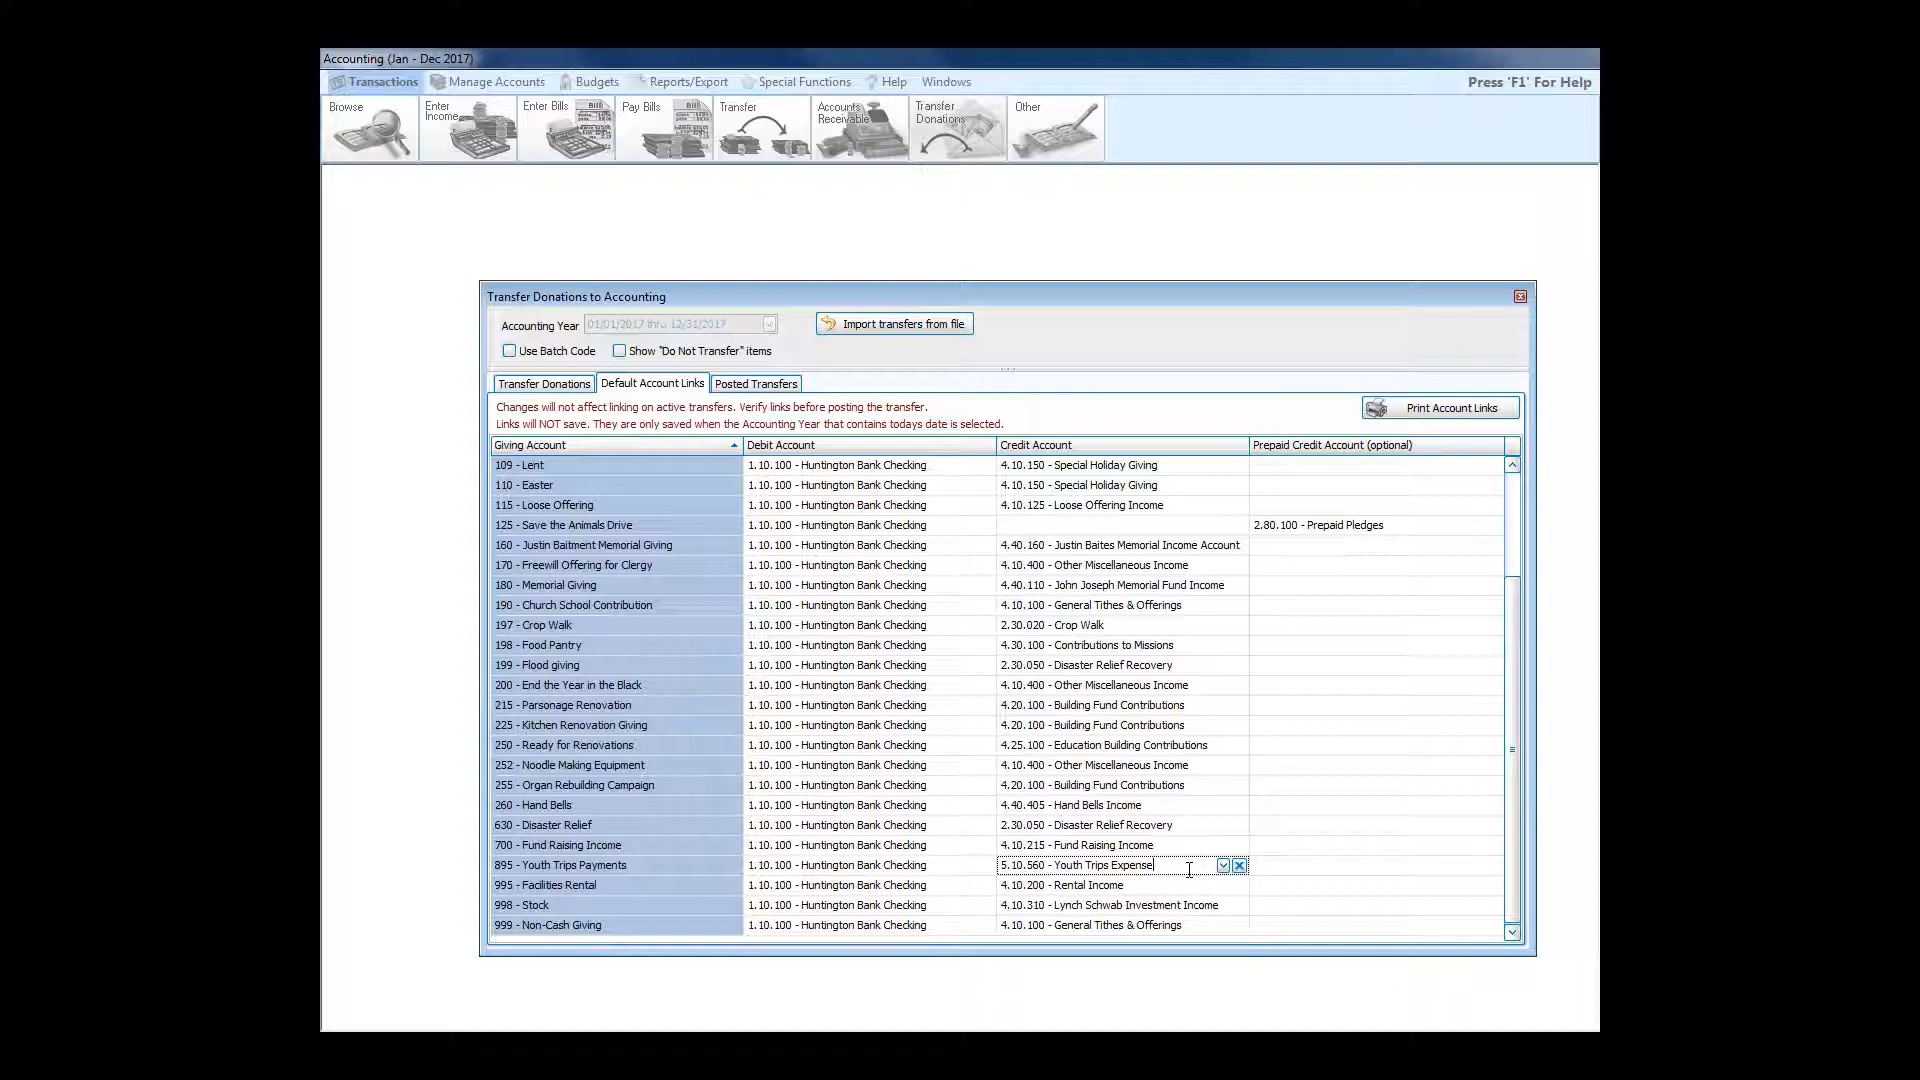 Accounting (Jan - Dec 2017)
Transactions Manage Accounts Budgets Reports/Export Special Functions Help Windows Press 'F1' For Help
Browse Enter Income Enter Bills Pay Bills Transfer Accounts Receivable Transfer Donations Other
Transfer Donations to Accounting
Accounting Year 01/01/2017 thru 12/31/2017 Import transfers from file
Use Batch Code Show "Do Not Transfer" items
Transfer Donations Default Account Links Posted Transfers
Changes will not affect linking on active transfers. Verify links before posting the transfer.
Links will NOT save. They are only saved when the Accounting Year that contains todays date is selected.
Print Account Links
Giving Account Debit Account Credit Account Prepaid Credit Account (optional)
109 - Lent 1.10.100 - Huntington Bank Checking 4.10.150 - Special Holiday Giving
110 - Easter 1.10.100 - Huntington Bank Checking 4.10.150 - Special Holiday Giving
115 - Loose Offering 1.10.100 - Huntington Bank Checking 4.10.125 - Loose Offering Income
125 - Save the Animals Drive 1.10.100 - Huntington Bank Checking 2.80.100 - Prepaid Pledges
160 - Justin Baitment Memorial Giving 1.10.100 - Huntington Bank Checking 4.40.160 - Justin Baites Memorial Income Account
170 - Freewill Offering for Clergy 1.10.100 - Huntington Bank Checking 4.10.400 - Other Miscellaneous Income
180 - Memorial Giving 1.10.100 - Huntington Bank Checking 4.40.110 - John Joseph Memorial Fund Income
190 - Church School Contribution 1.10.100 - Huntington Bank Checking 4.10.100 - General Tithes & Offerings
197 - Crop Walk 1.10.100 - Huntington Bank Checking 2.30.020 - Crop Walk
198 - Food Pantry 1.10.100 - Huntington Bank Checking 4.30.100 - Contributions to Missions
199 - Flood giving 1.10.100 - Huntington Bank Checking 2.30.050 - Disaster Relief Recovery
200 - End the Year in the Black 1.10.100 - Huntington Bank Checking 4.10.400 - Other Miscellaneous Income
215 - Parsonage Renovation 1.10.100 - Huntington Bank Checking 4.20.100 - Building Fund Contributions
225 - Kitchen Renovation Giving 1.10.100 - Huntington Bank Checking 4.20.100 - Building Fund Contributions
250 - Ready for Renovations 1.10.100 - Huntington Bank Checking 4.25.100 - Education Building Contributions
252 - Noodle Making Equipment 1.10.100 - Huntington Bank Checking 4.10.400 - Other Miscellaneous Income
255 - Organ Rebuilding Campaign 1.10.100 - Huntington Bank Checking 4.20.100 - Building Fund Contributions
260 - Hand Bells 1.10.100 - Huntington Bank Checking 4.40.405 - Hand Bells Income
630 - Disaster Relief 1.10.100 - Huntington Bank Checking 2.30.050 - Disaster Relief Recovery
700 - Fund Raising Income 1.10.100 - Huntington Bank Checking 4.10.215 - Fund Raising Income
895 - Youth Trips Payments 1.10.100 - Huntington Bank Checking 5.10.560 - Youth Trips Expense
995 - Facilities Rental 1.10.100 - Huntington Bank Checking 4.10.200 - Rental Income
998 - Stock 1.10.100 - Huntington Bank Checking 4.10.310 - Lynch Schwab Investment Income
999 - Non-Cash Giving 1.10.100 - Huntington Bank Checking 4.10.100 - General Tithes & Offerings